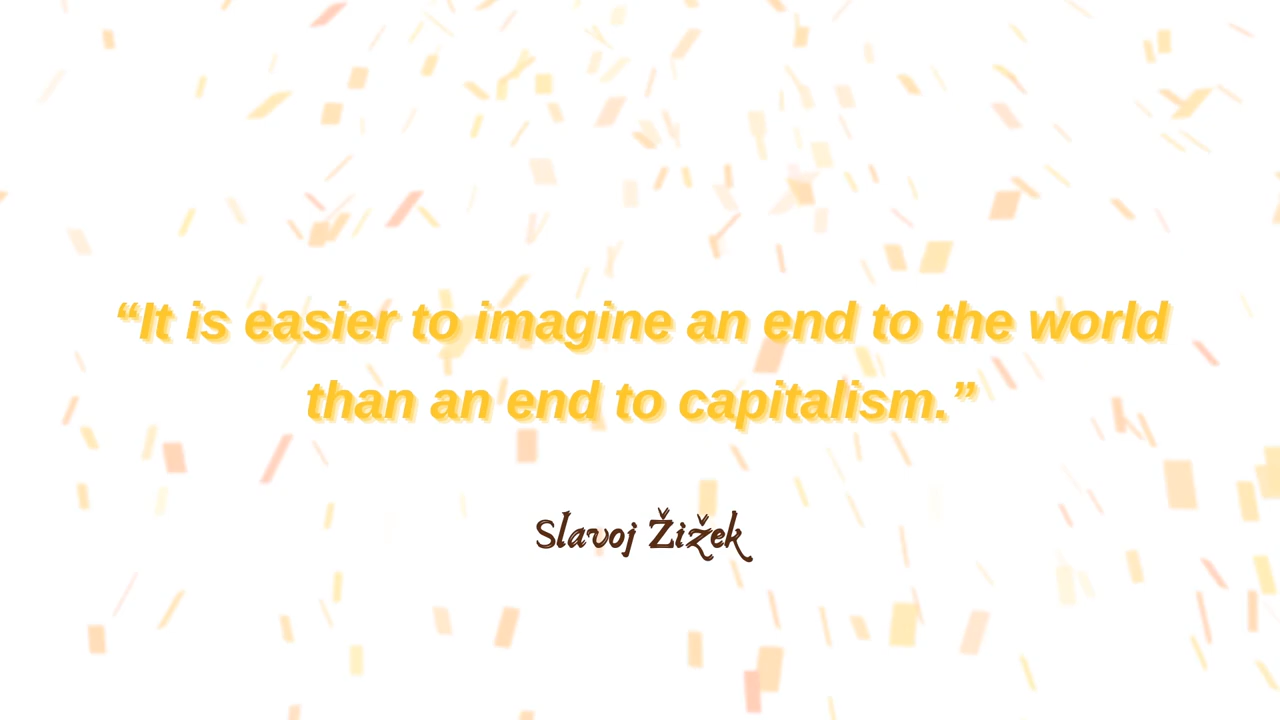 “It is easier to imagine an end to the world
than an end to capitalism.”
Slavoj Žižek